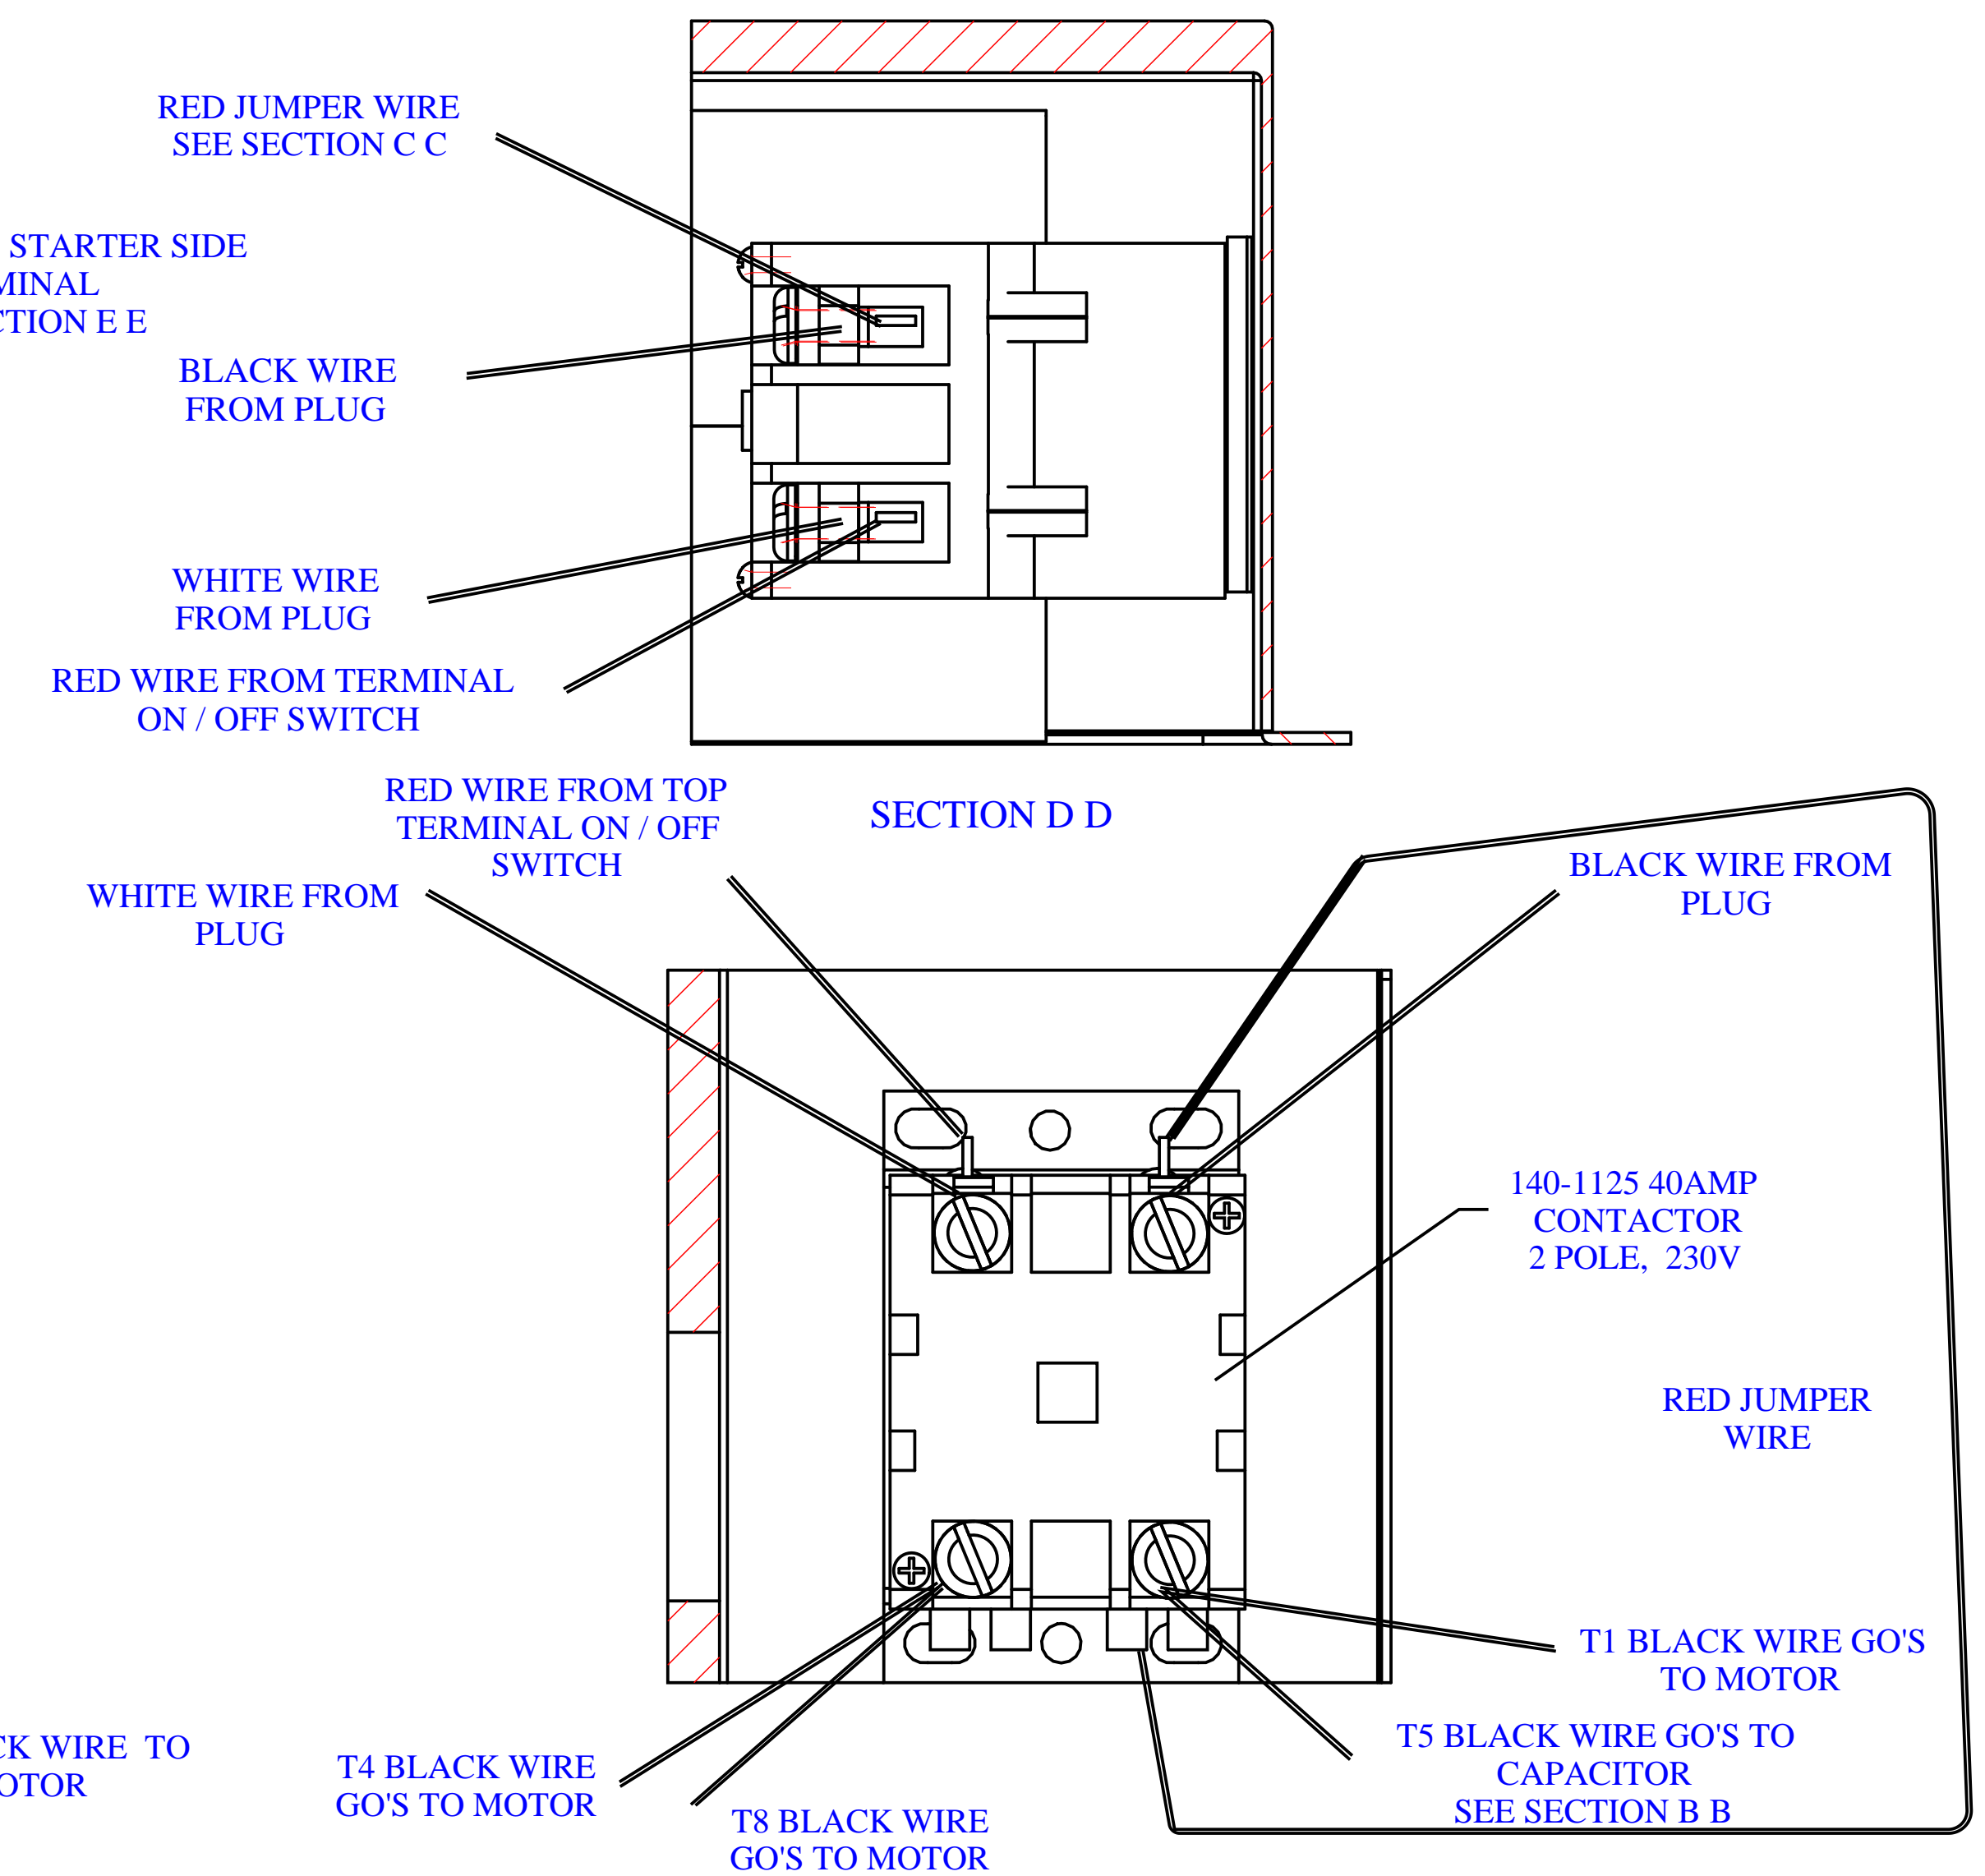 RED JUMPER WIRE
SEE SECTION C C
STARTER SIDE
E E
BLACK WIRE
FROM PLUG
WHITE WIRE
FROM PLUG
RED WIRE FROM TERMINAL
ON / OFF SWITCH
SECTION D D
RED WIRE FROM TOP
TERMINAL ON / OFF
SWITCH
WHITE WIRE FROM
PLUG
BLACK WIRE FROM
PLUG
140-1125 40AMP
CONTACTOR
2 POLE, 230V
RED JUMPER
WIRE
T1 BLACK WIRE GO'S
TO MOTOR
T5 BLACK WIRE GO'S TO
CAPACITOR
SEE SECTION B B
WIRE TO
T4 BLACK WIRE
GO'S TO MOTOR
T8 BLACK WIRE
GO'S TO MOTOR